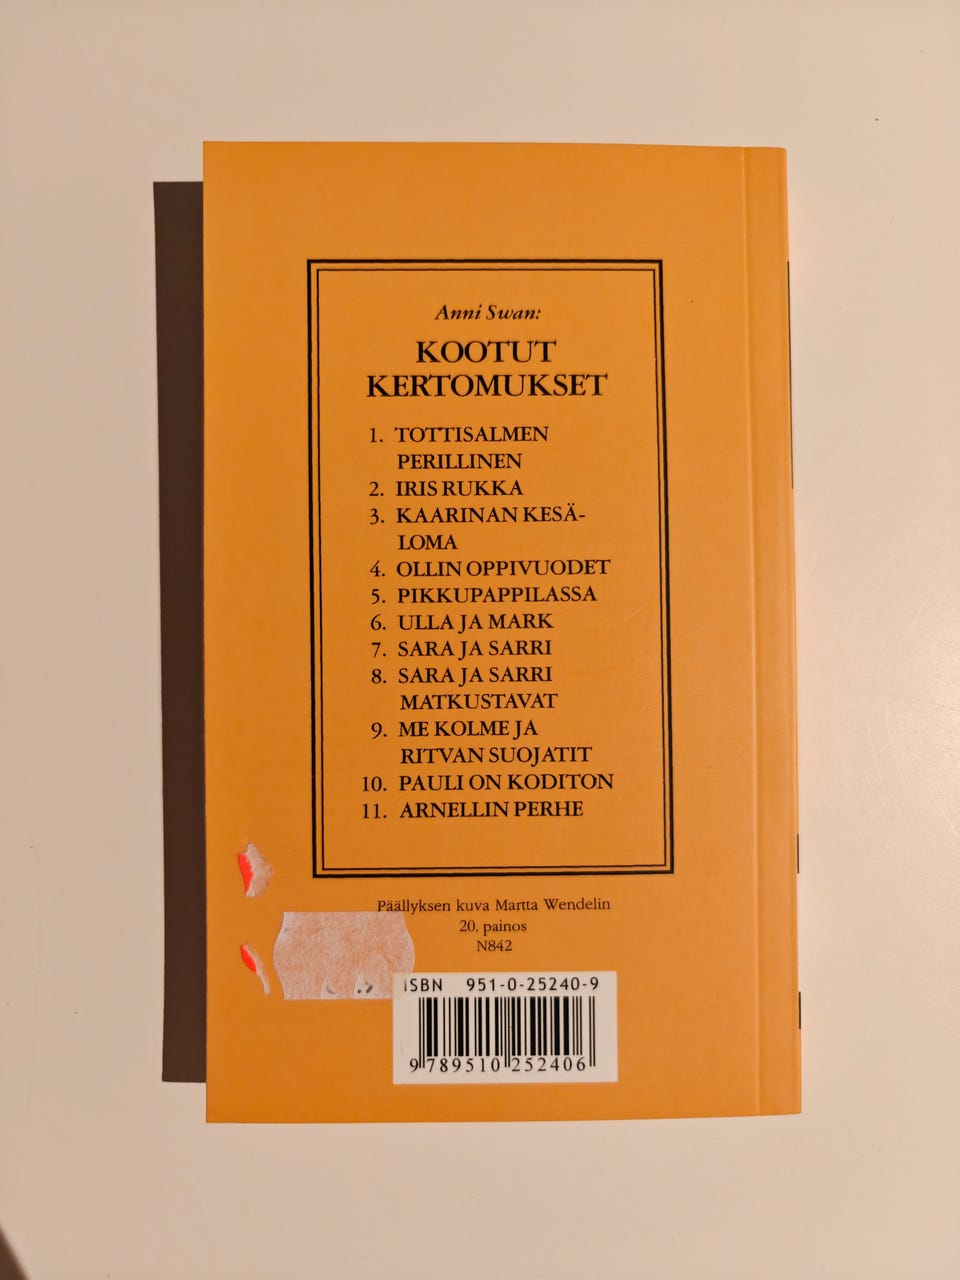 Anni Swan:
KOOTUT
KERTOMUKSET
1. TOTTISALMEN
PERILLINEN
2. IRIS RUKKA
3. KAARINAN KESÄ-
LOMA
4. OLLIN OPPIVUODET
5. PIKKUPAPPILASSA
6. ULLA JA MARK
7. SARA JA SARRI
8. SARA JA SARRI
MATKUSTAVAT
9. ME KOLME JA
RITVAN SUOJATIT
10. PAULI ON KODITON
11. ARNELLIN PERHE
Päällyksen kuva Martta Wendelin
20. painos
N842
ISBN 951-0-25240-9
9 789510 252406